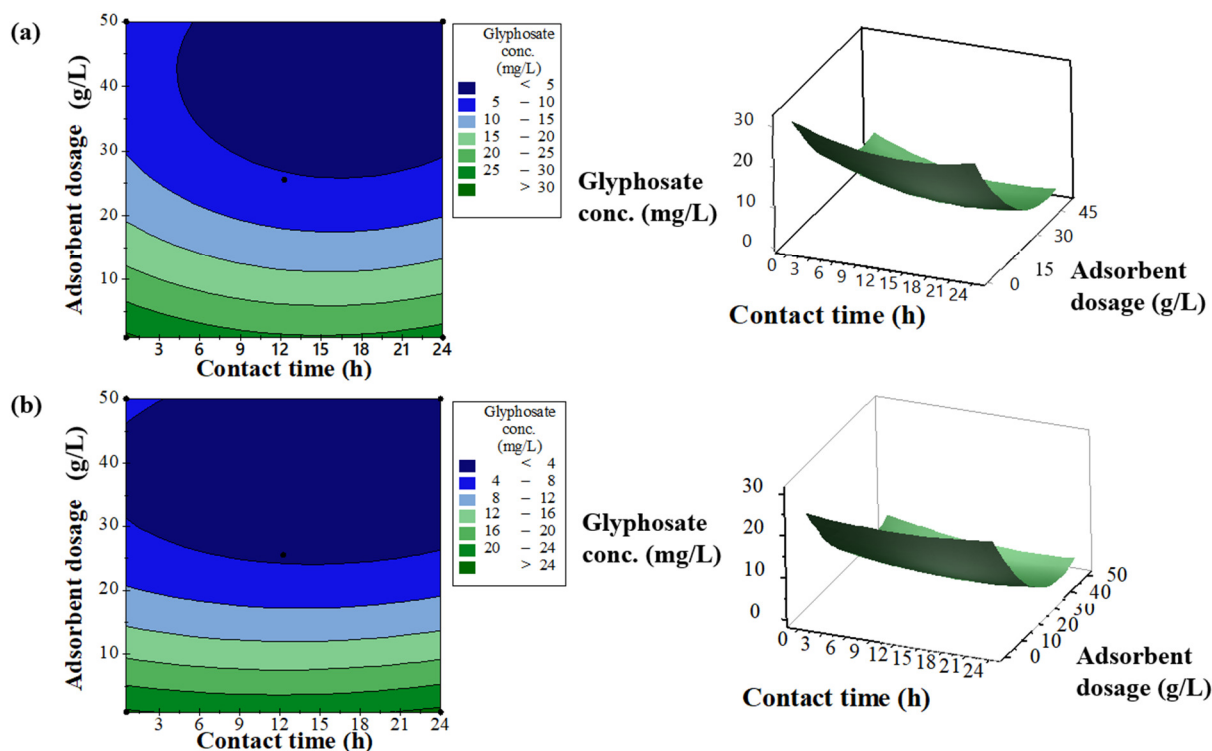 (a)
Adsorbent dosage (g/L)
50
40
30
20
10
3 6 9 12 15 18 21 24
Contact time (h)
Glyphosate
conc.
(mg/L)
< 5
5 – 10
10 – 15
15 – 20
20 – 25
25 – 30
> 30
Glyphosate
conc. (mg/L)
30
20
10
0
0 3 6 9 12 15 18 21 24
Contact time (h)
0
15
30
45
Adsorbent
dosage (g/L)
(b)
Adsorbent dosage (g/L)
50
40
30
20
10
3 6 9 12 15 18 21 24
Contact time (h)
Glyphosate
conc.
(mg/L)
< 4
4 – 8
8 – 12
12 – 16
16 – 20
20 – 24
> 24
Glyphosate
conc. (mg/L)
30
20
10
0
0 3 6 9 12 15 18 21 24
Contact time (h)
0
10
20
30
40
50
Adsorbent
dosage (g/L)